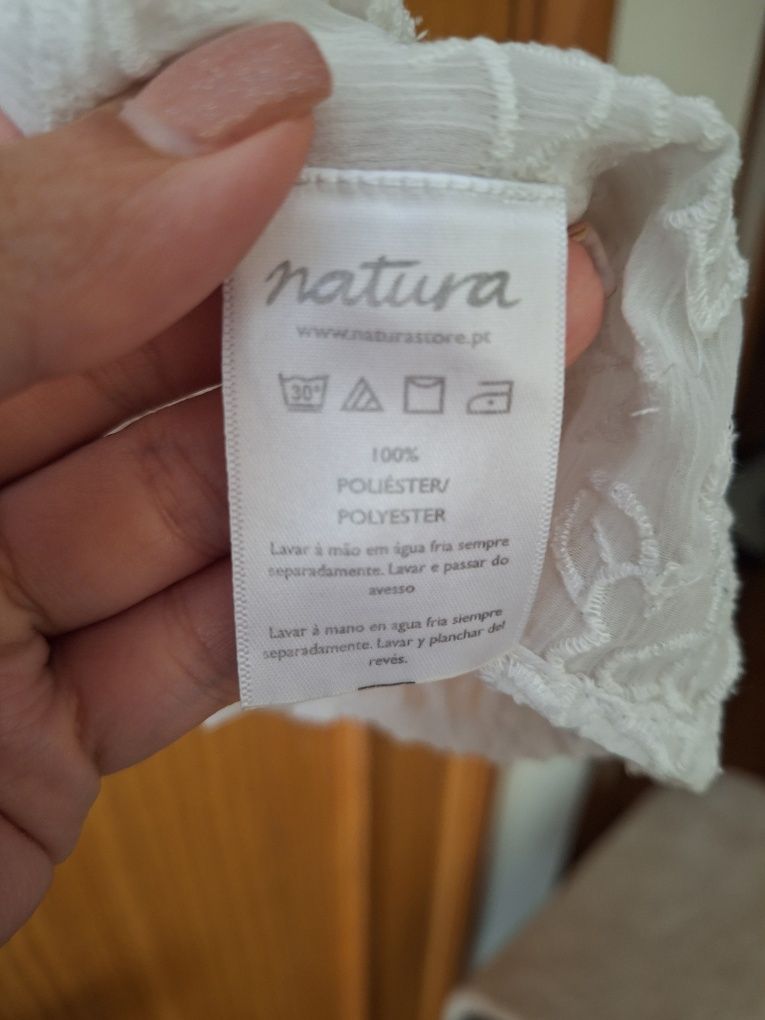 natura
www.naturastore.pt
30°
100%
POLIÉSTER/
POLYESTER
Lavar à mão em água fria sempre
separadamente. Lavar e passar do
avesso
Lavar à mano en agua fria siempre
separadamente. Lavar y planchar del
revés.